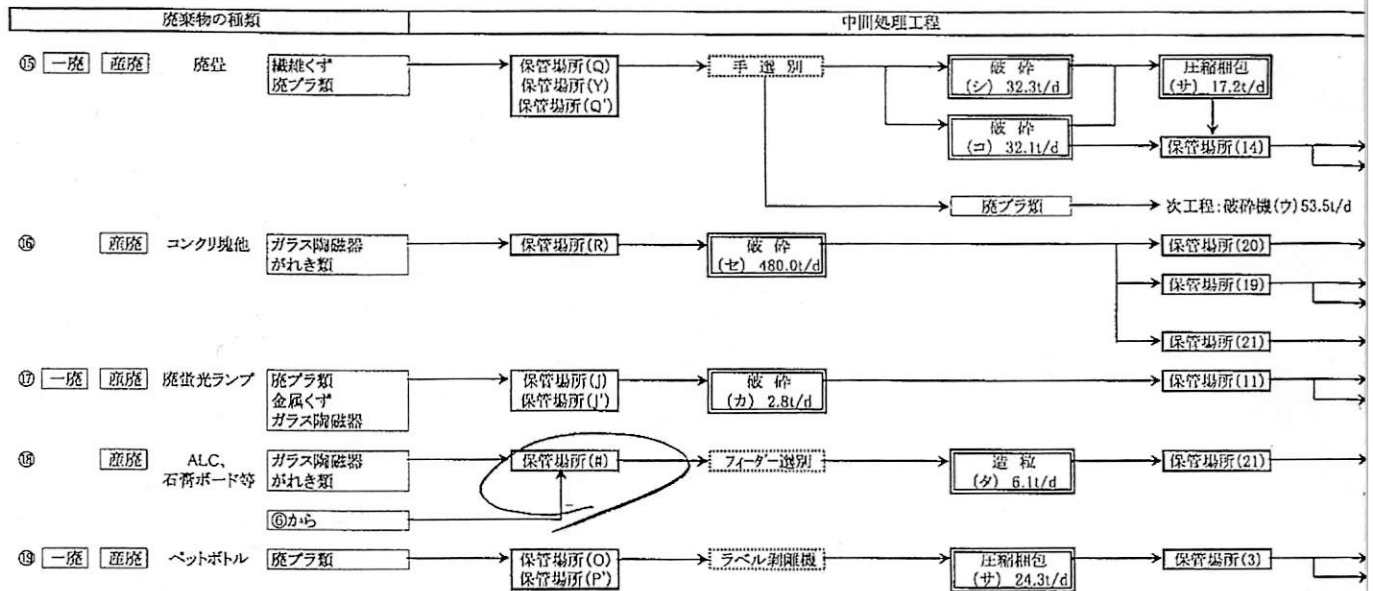 廃棄物の種類 中間処理工程
⑮ 一廃 産廃 廃畳 繊維くず 保管場所(Q) 手選別 破砕 圧縮梱包
廃プラ類 保管場所(Y) (シ) 32.3t/d (サ) 17.2t/d
保管場所(Q')
破砕
(コ) 32.1t/d 保管場所(14)
廃プラ類 次工程:破砕機(ウ)53.5t/d
⑯ 産廃 コンクリ塊他 ガラス陶磁器 保管場所(R) 破砕 保管場所(20)
がれき類 (セ) 480.0t/d
保管場所(19)
保管場所(21)
⑰ 一廃 産廃 廃蛍光ランプ 廃プラ類 保管場所(J) 破砕 保管場所(11)
金属くず 保管場所(J') (カ) 2.8t/d
ガラス陶磁器
⑱ 産廃 ALC、 ガラス陶磁器 保管場所(H) フィーダー選別 造粒 保管場所(21)
石膏ボード等 がれき類 (タ) 6.1t/d
⑥から
⑲ 一廃 産廃 ペットボトル 廃プラ類 保管場所(O) ラベル剥離機 圧縮梱包 保管場所(3)
保管場所(P') (サ) 24.3t/d